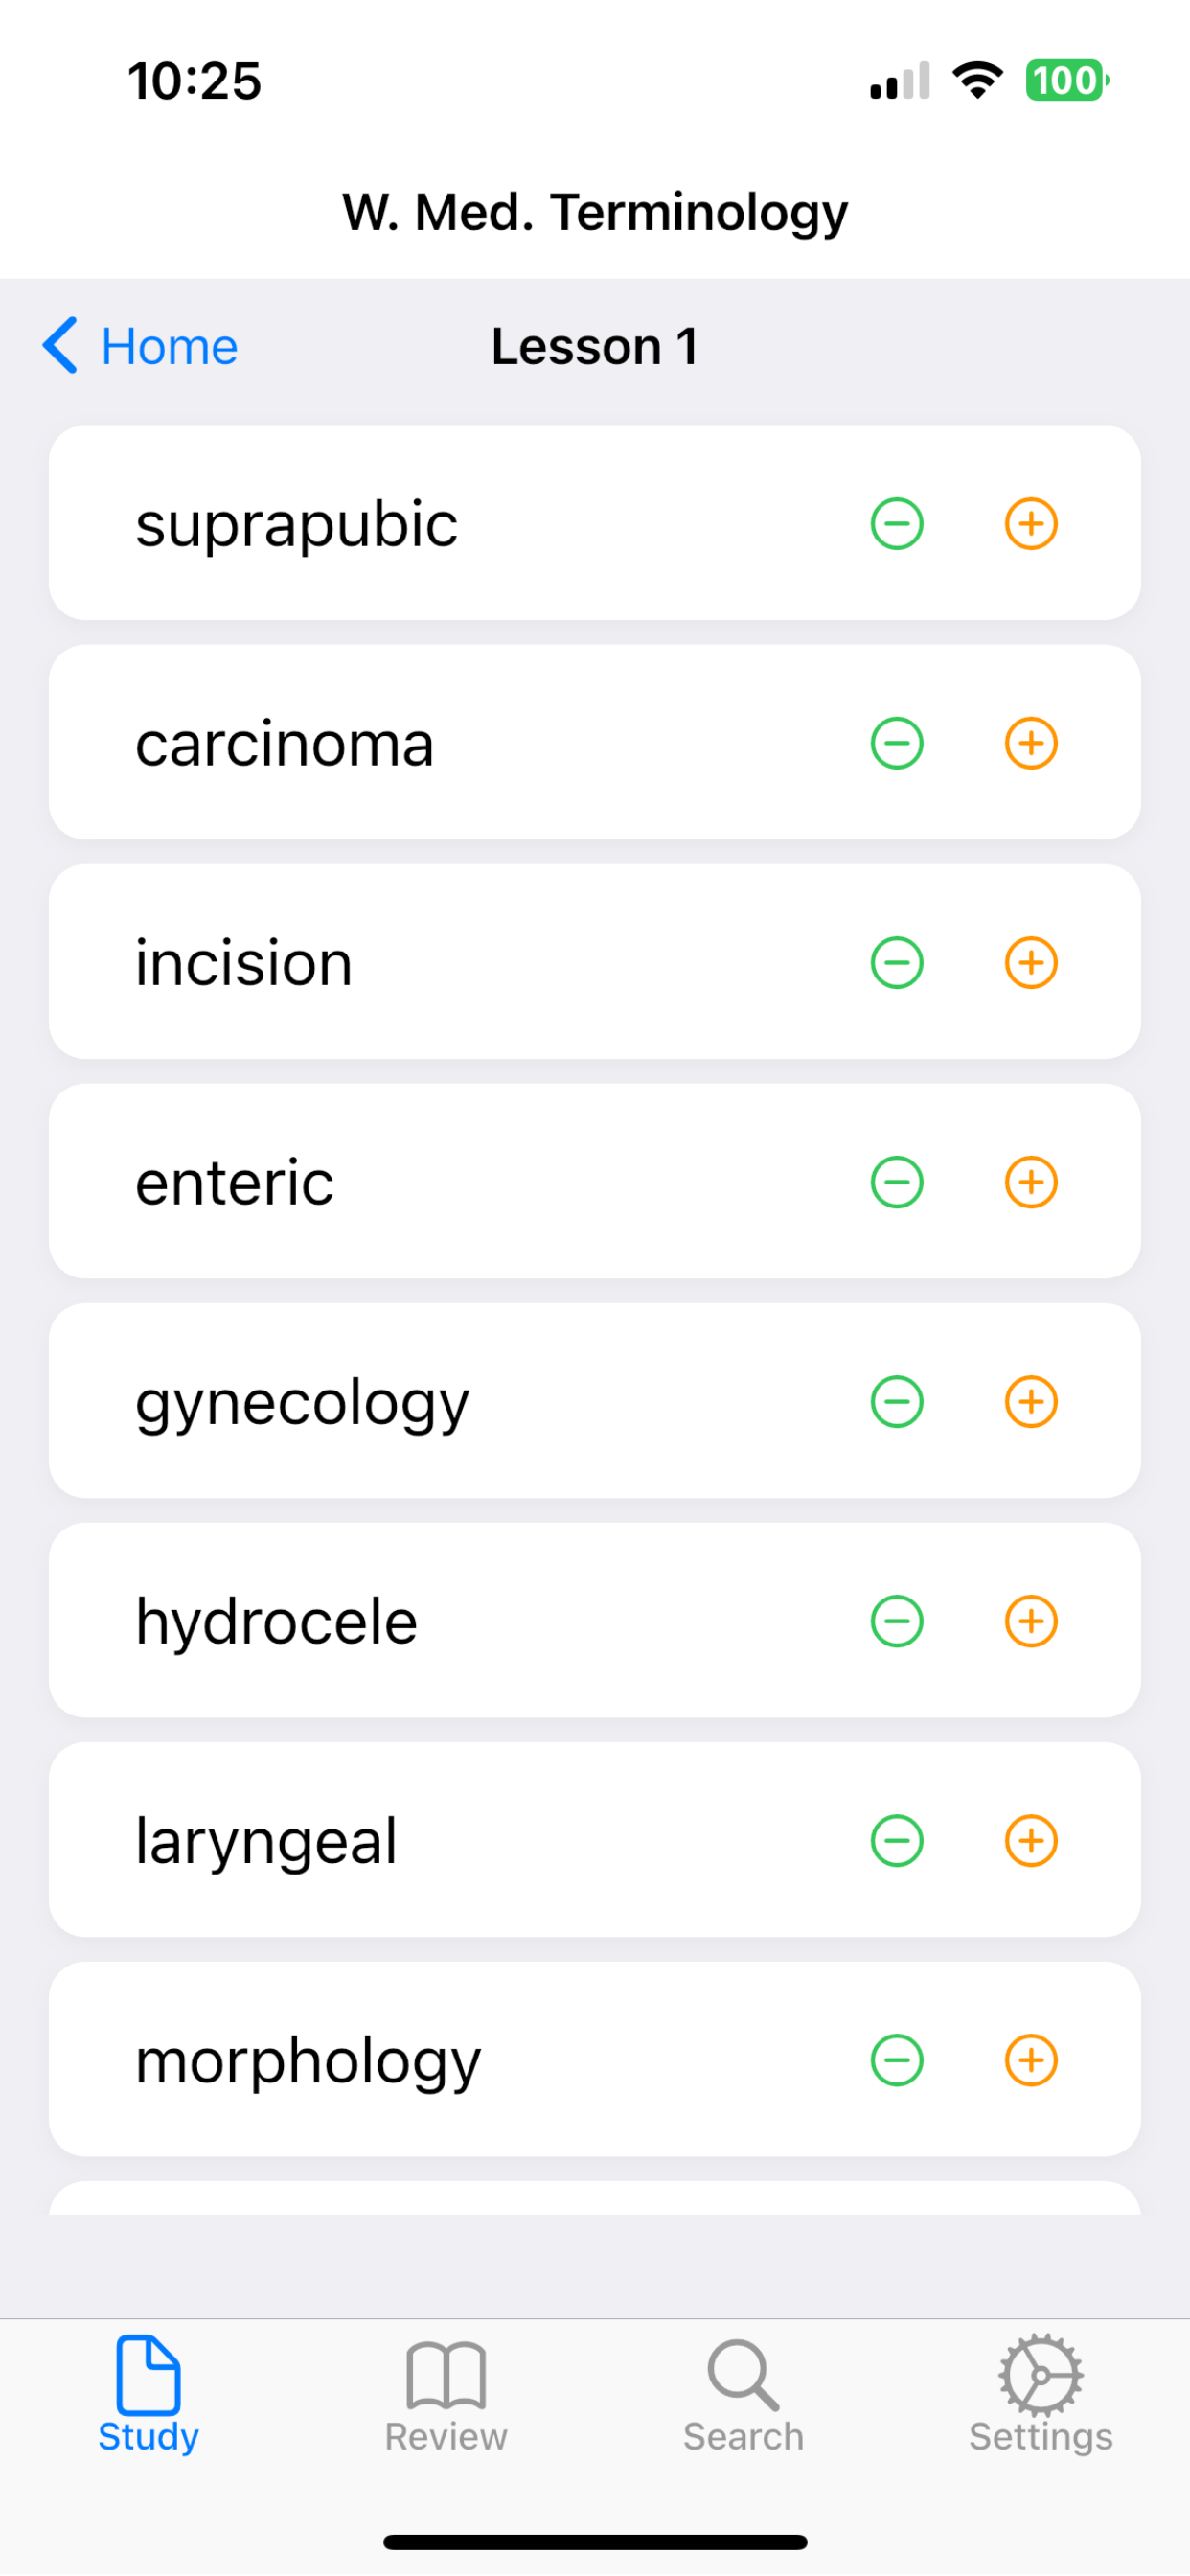 10:25
100
W. Med. Terminology
Home
Lesson 1
suprapubic
carcinoma
incision
enteric
gynecology
hydrocele
laryngeal
morphology
Study
Review
Search
Settings